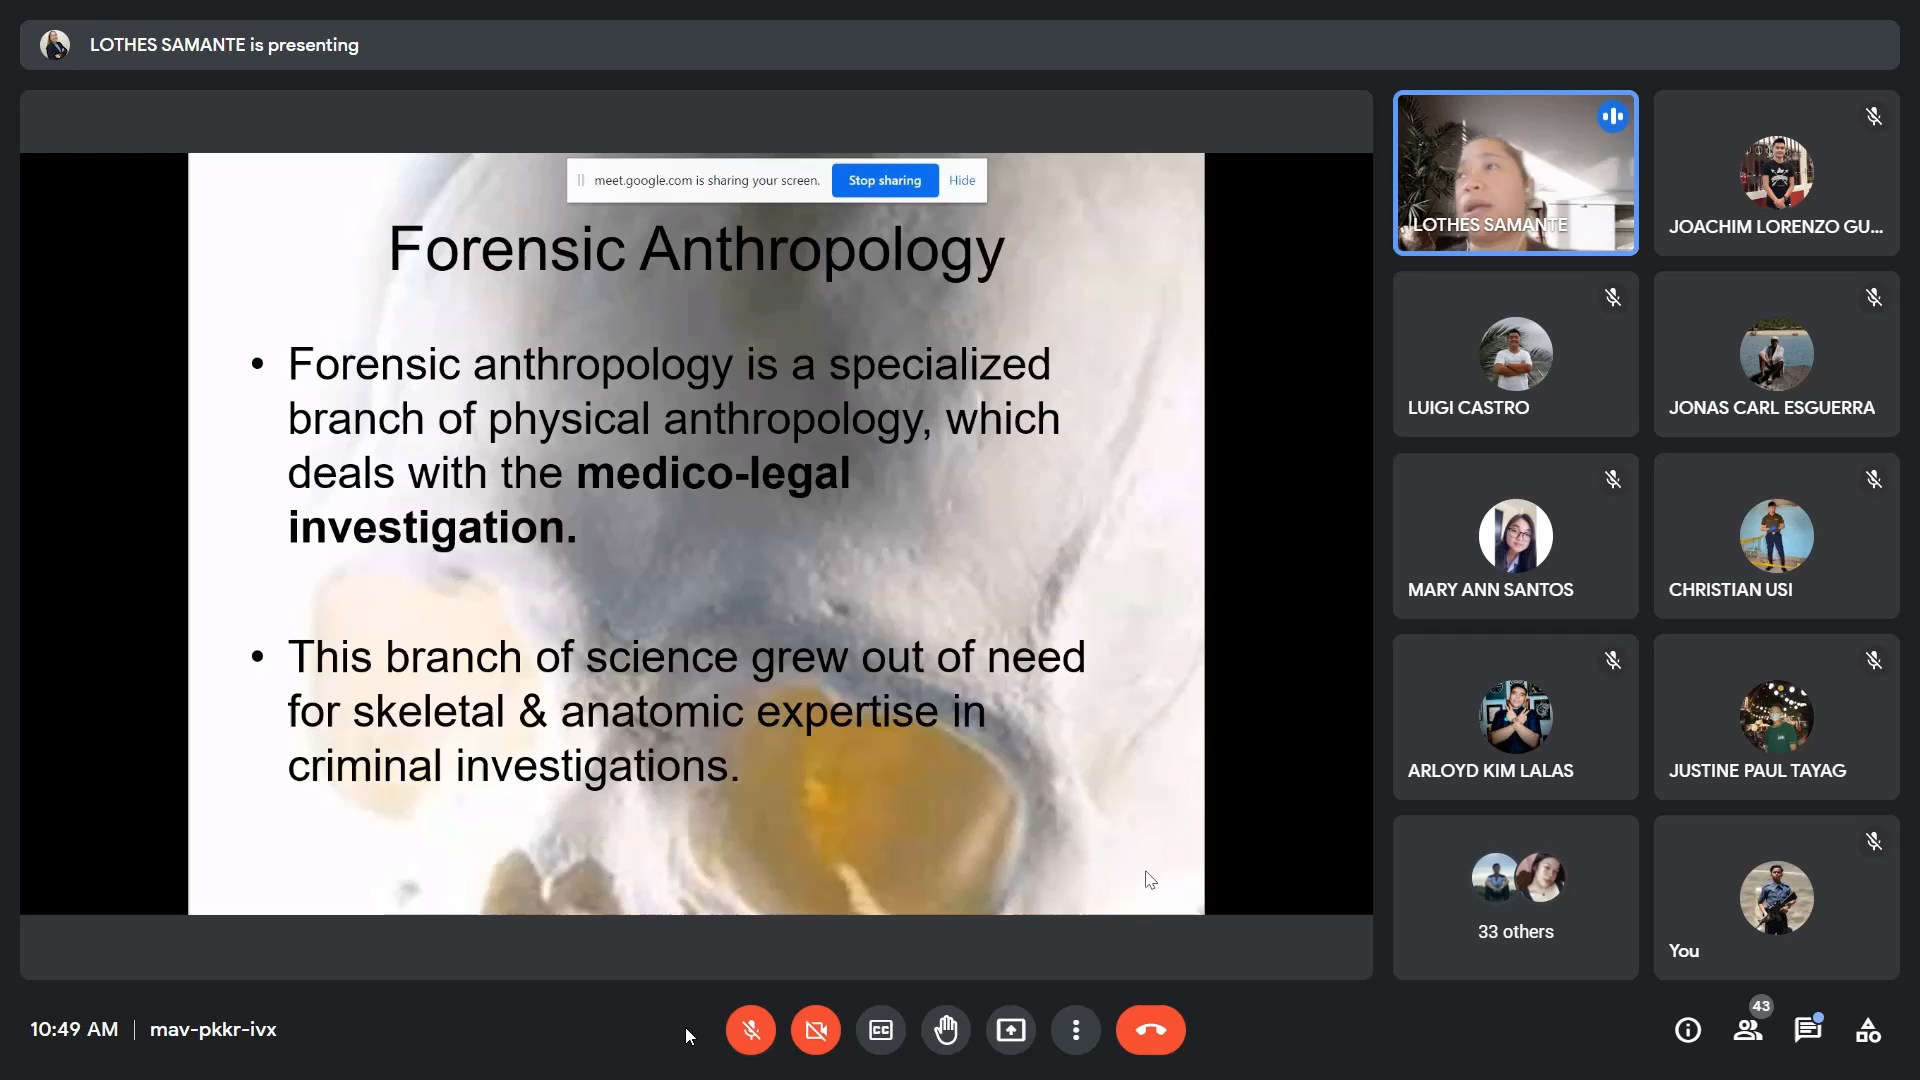 LOTHES SAMANTE is presenting
meet.google.com is sharing your screen.
Stop sharing
Hide
Forensic Anthropology
• Forensic anthropology is a specialized
branch of physical anthropology, which
deals with the medico-legal
investigation.
• This branch of science grew out of need
for skeletal & anatomic expertise in
criminal investigations.
LOTHES SAMANTE
JOACHIM LORENZO GU...
LUIGI CASTRO
JONAS CARL ESGUERRA
MARY ANN SANTOS
CHRISTIAN USI
ARLOYD KIM LALAS
JUSTINE PAUL TAYAG
33 others
You
10:49 AM | mav-pkkr-ivx
CC
43